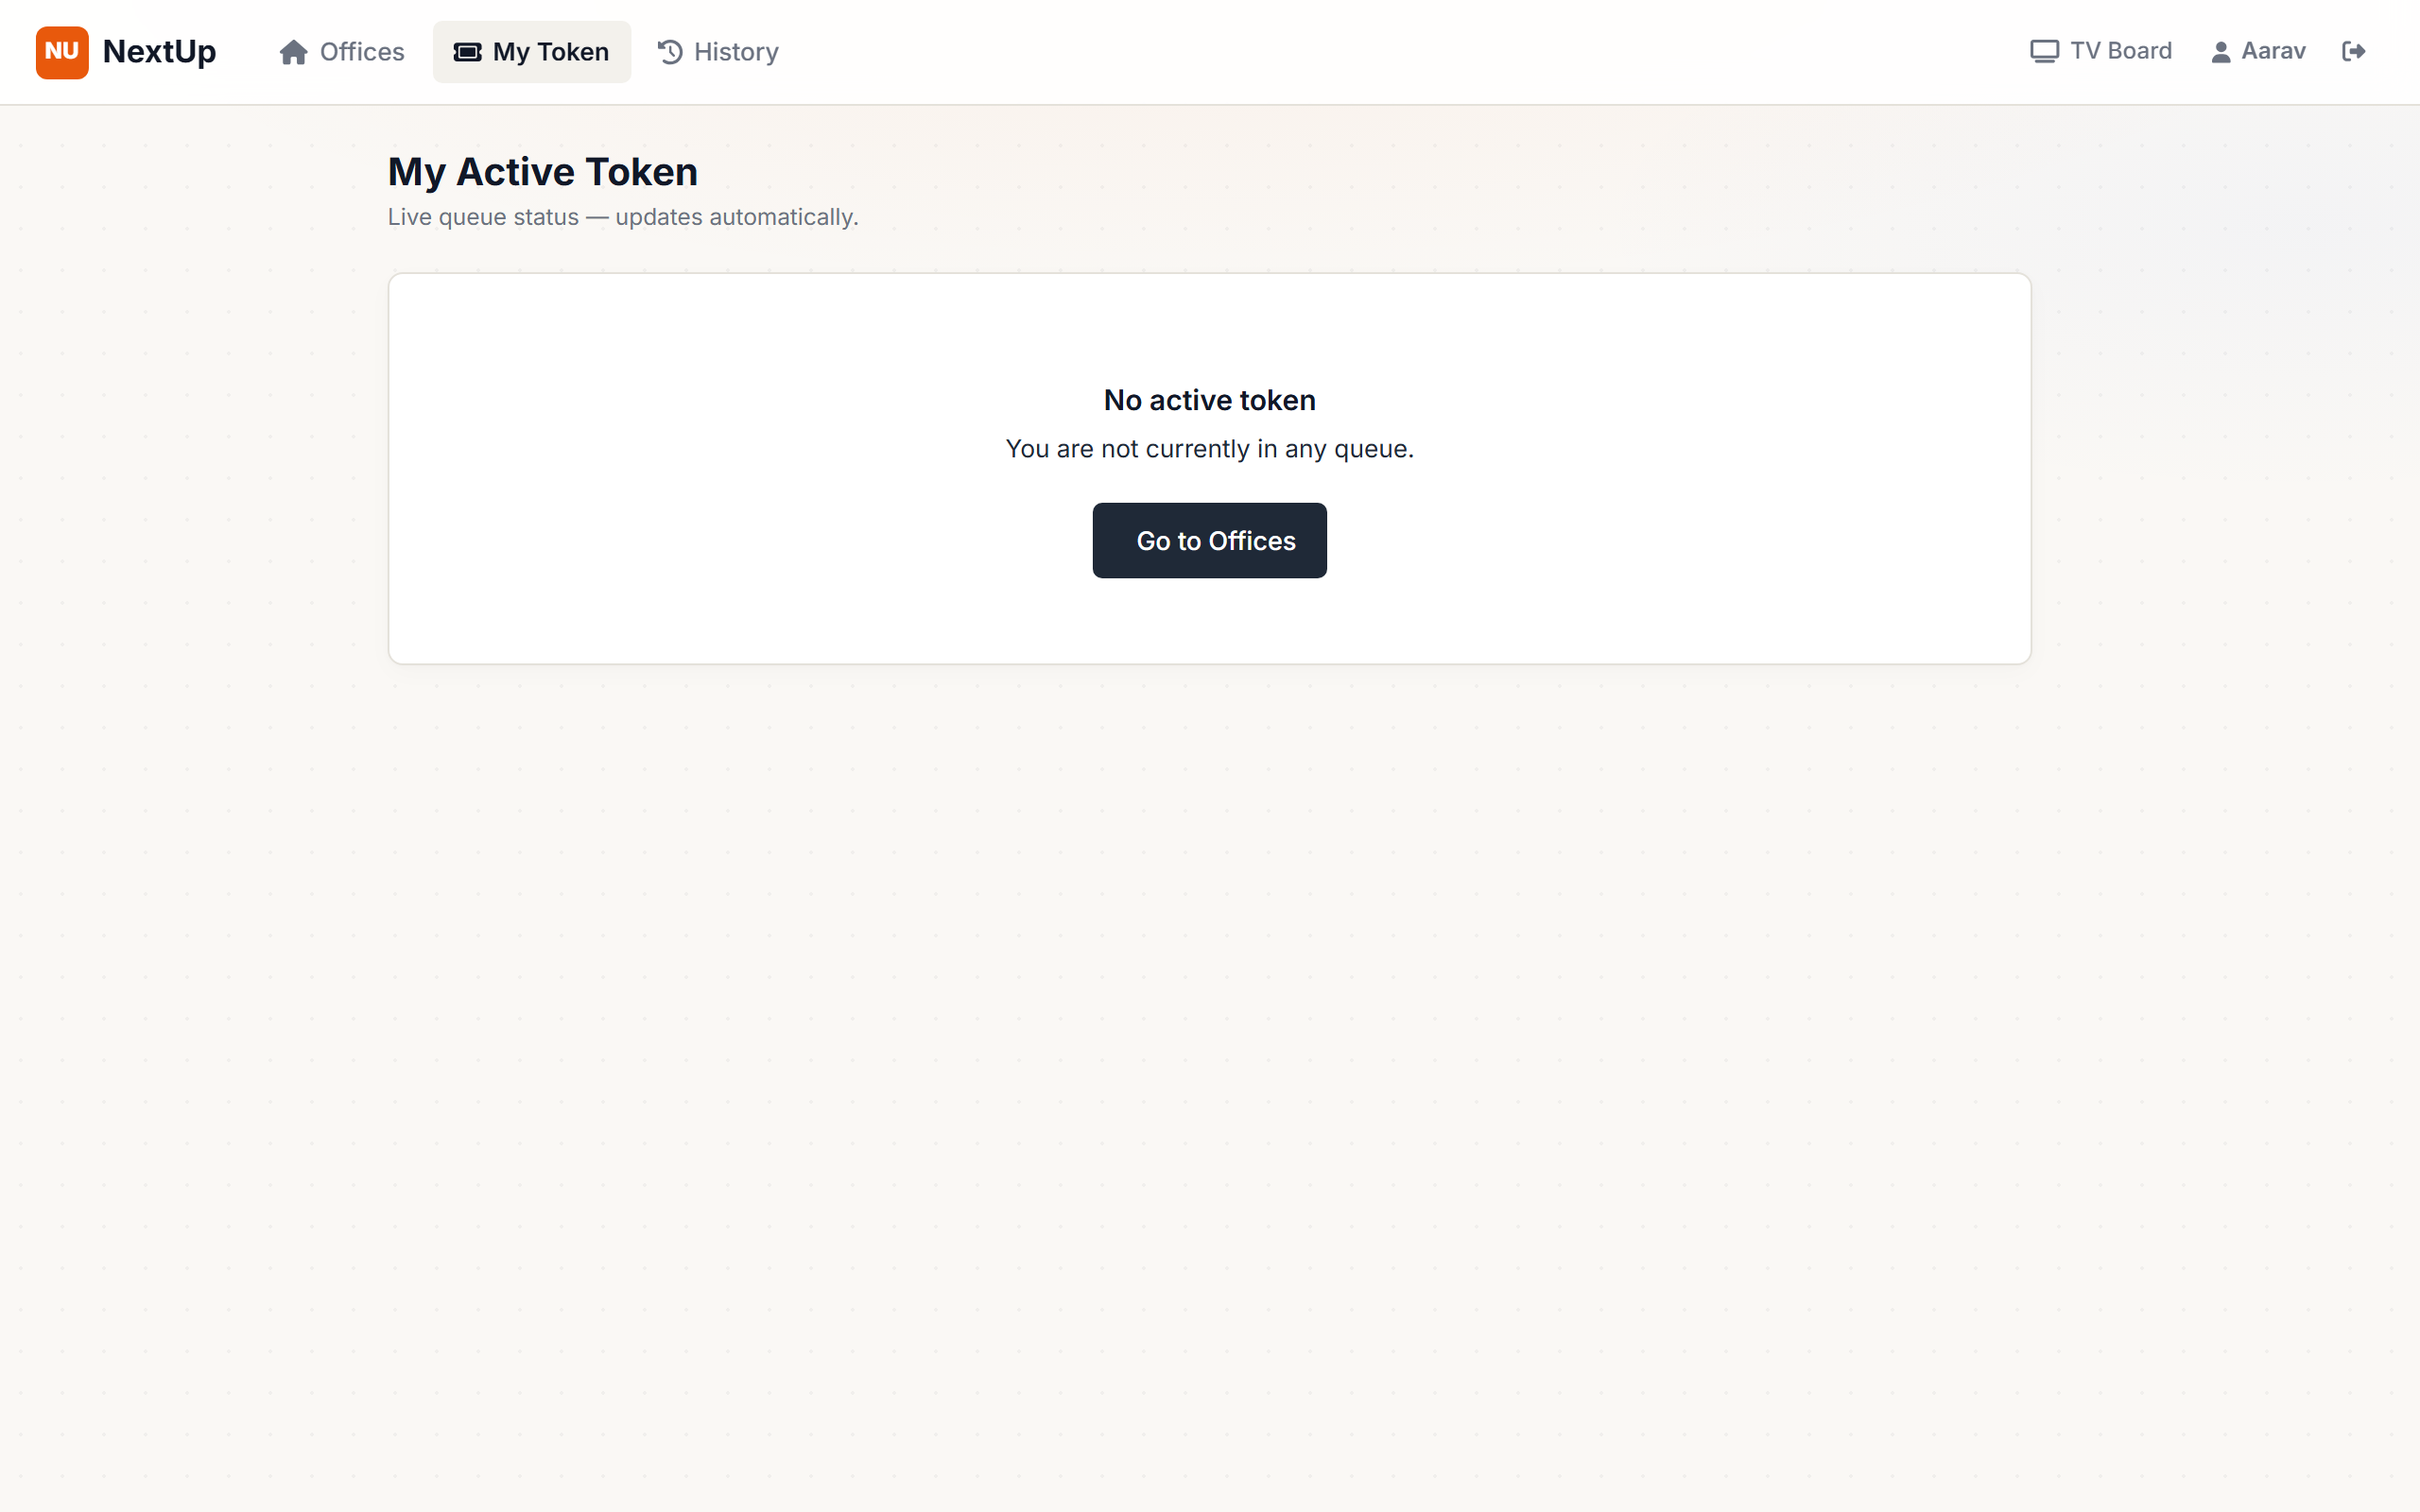 NU NextUp Offices My Token History TV Board Aarav
My Active Token
Live queue status — updates automatically.
No active token
You are not currently in any queue.
Go to Offices